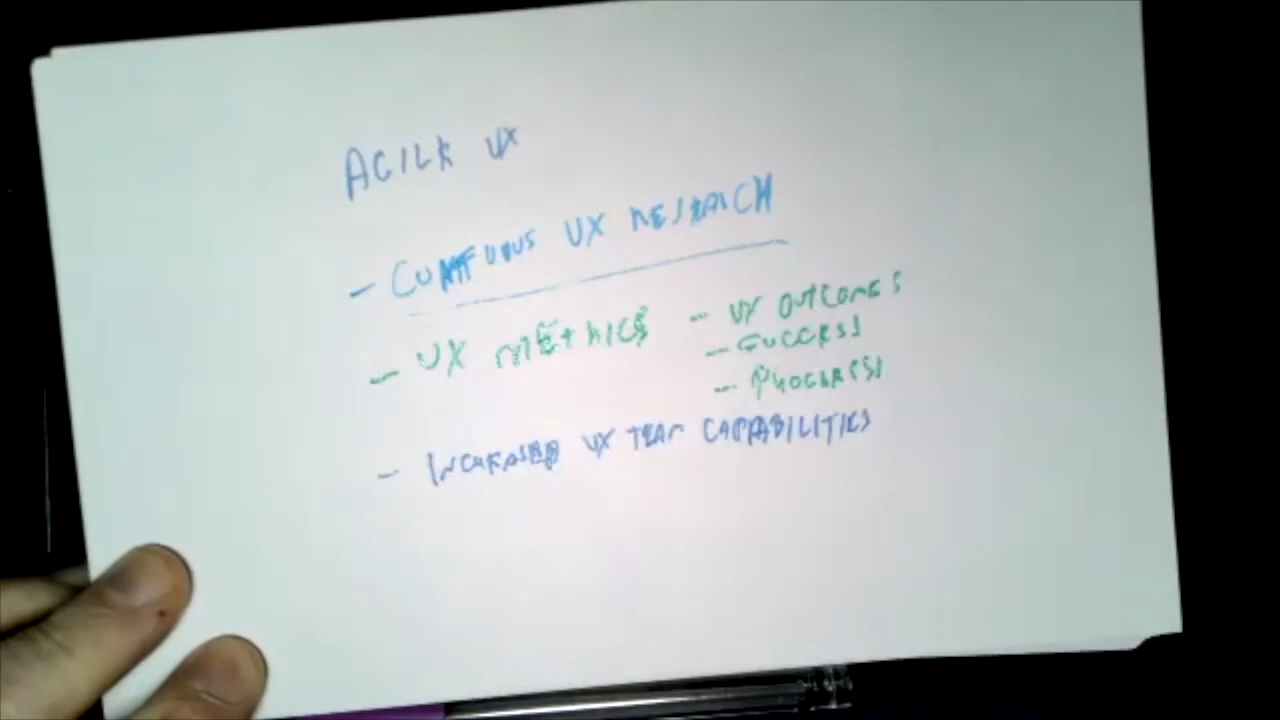 AGILE UX
- CONTINUOUS UX RESEARCH
- UX METRICS - UX OUTCOMES
- SUCCESS
- PROGRESS
- INCREASED UX TEAM CAPABILITIES